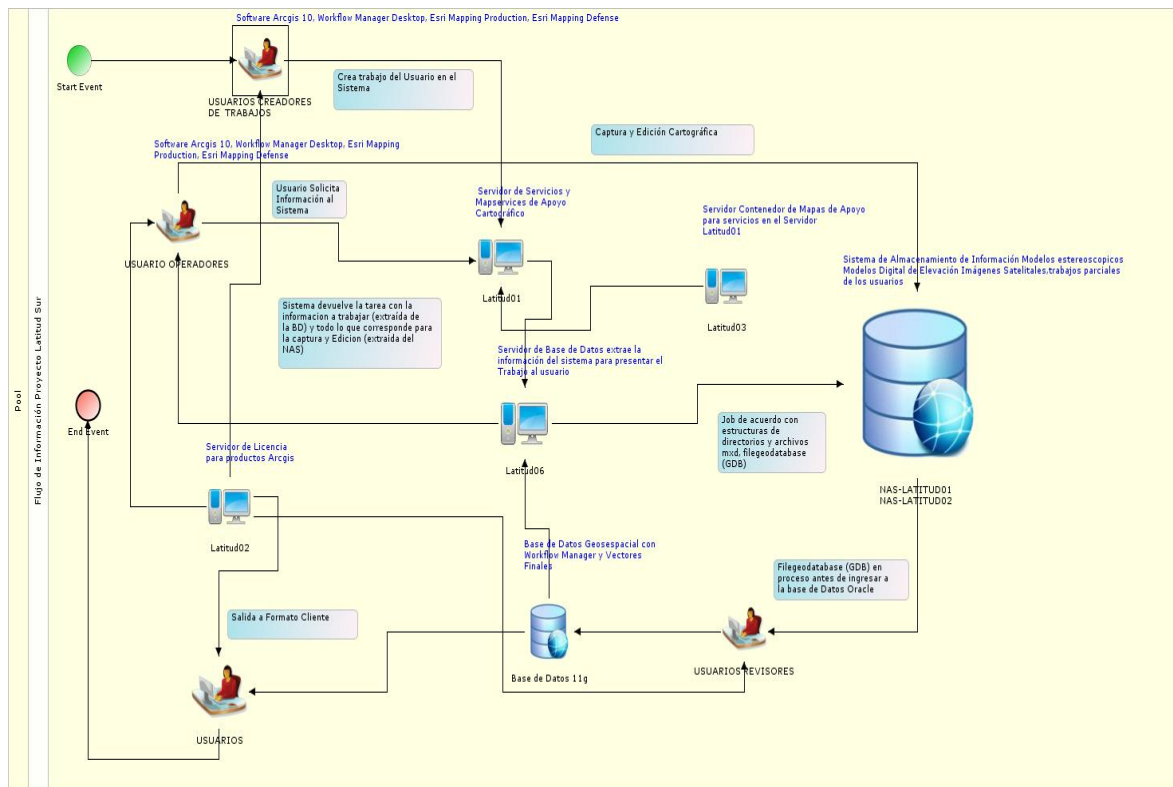 Pool
Flujo de Información Proyecto Latitud Sur
Software Arcgis 10, Workflow Manager Desktop, Esri Mapping Production, Esri Mapping Defense
Start Event
USUARIOS CREADORES
DE TRABAJOS
Crea trabajo del Usuario en el
Sistema
Captura y Edición Cartográfica
Software Arcgis 10, Workflow Manager Desktop, Esri Mapping
Production, Esri Mapping Defense
Usuario Solicita
Información al
Sistema
USUARIO OPERADORES
Servidor de Servicios y
Mapservices de Apoyo
Cartográfico
Latitud01
Servidor Contenedor de Mapas de Apoyo
para servicios en el Servidor
Latitud01
Latitud03
Sistema de Almacenamiento de Información Modelos estereoscopicos
Modelos Digital de Elevación Imágenes Satelitales,trabajos parciales
de los usuarios
Sistema devuelve la tarea con la
informacion a trabajar (extraída de
la BD) y todo lo que corresponde para
la captura y Edicion (extraida del
NAS)
Servidor de Base de Datos extrae la
información del sistema para presentar el
Trabajo al usuario
Latitud06
Job de acuerdo con
estructuras de
directorios y archivos
mxd, filegeodatabase
(GDB)
NAS-LATITUD01
NAS-LATITUD02
End Event
Servidor de Licencia
para productos Arcgis
Latitud02
Base de Datos Geosespacial con
Workflow Manager y Vectores
Finales
Base de Datos 11g
Filegeodatabase (GDB) en
proceso antes de ingresar a
la base de Datos Oracle
USUARIOS REVISORES
Salida a Formato Cliente
USUARIOS